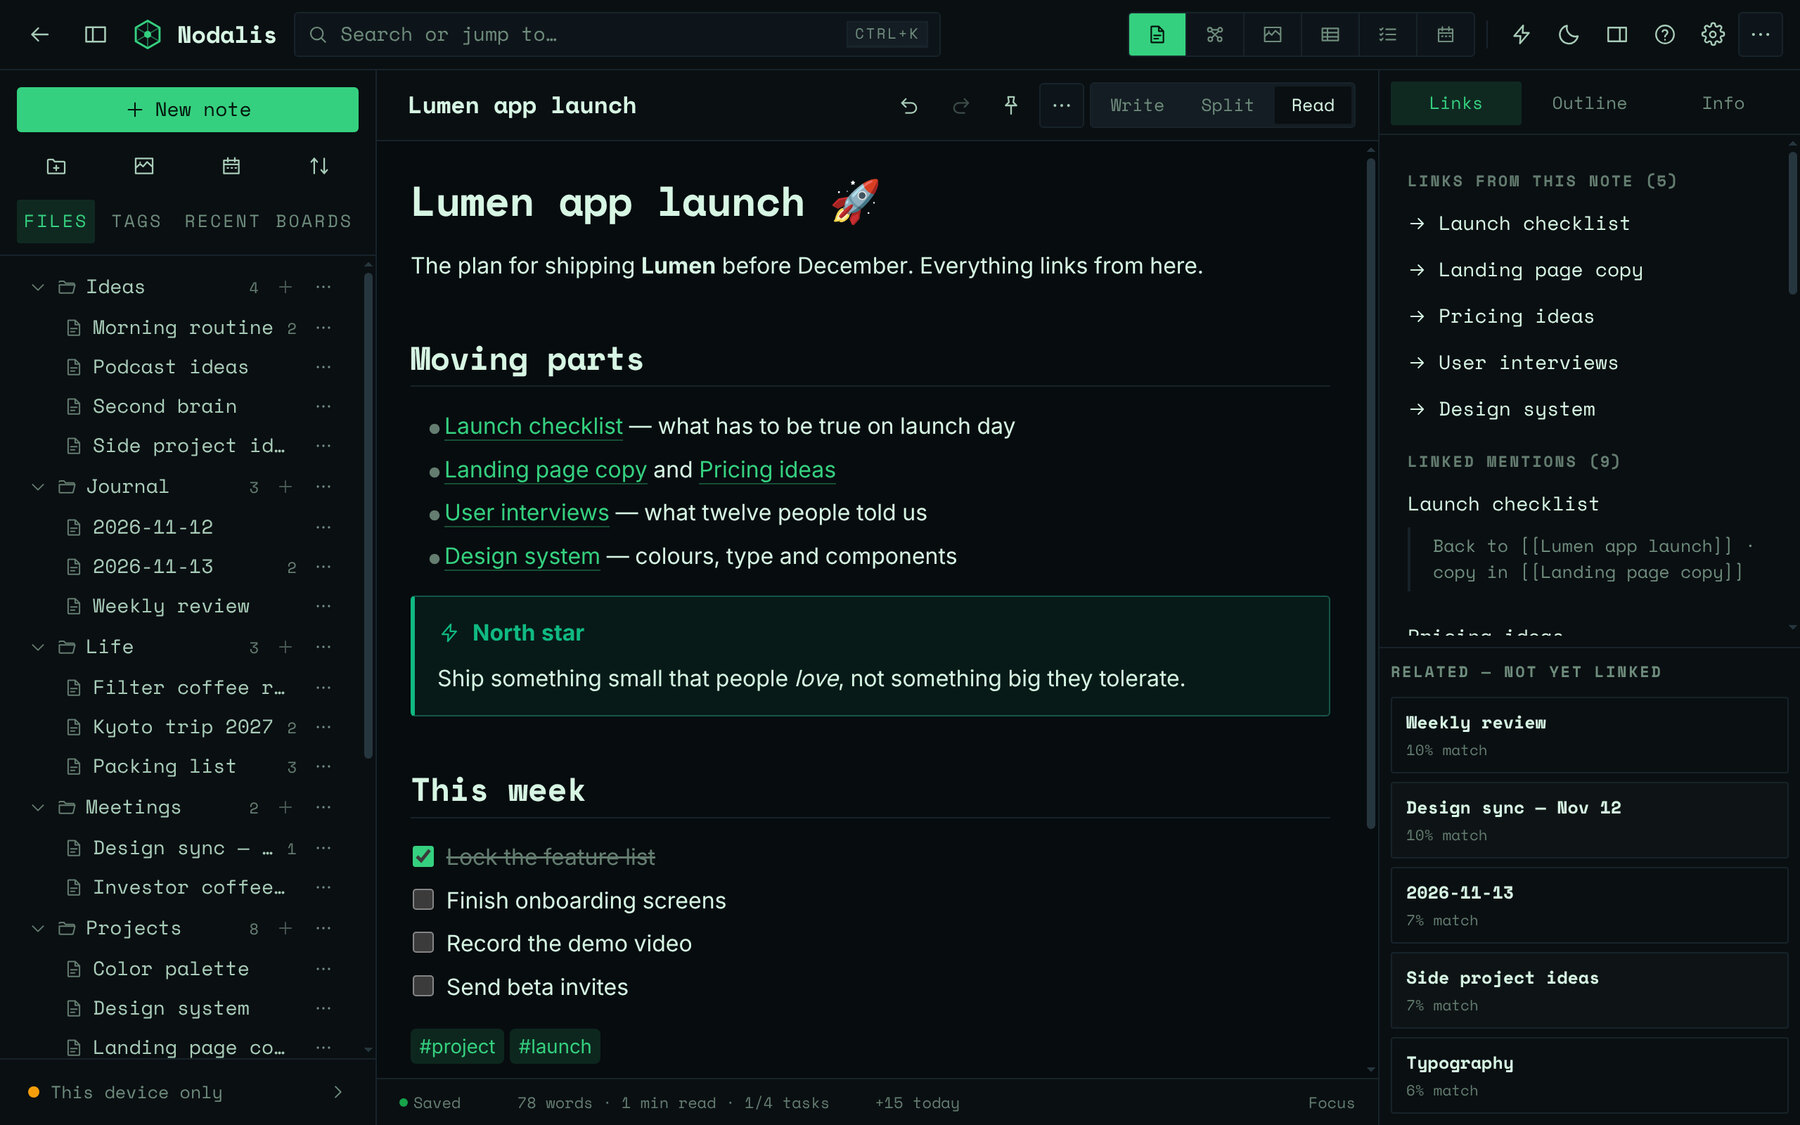 Nodalis
Search or jump to…
CTRL+K
+ New note
FILES TAGS RECENT BOARDS
Ideas 4
Morning routine 2
Podcast ideas
Second brain
Side project id…
Journal 3
2026-11-12
2026-11-13 2
Weekly review
Life 3
Filter coffee r…
Kyoto trip 2027 2
Packing list 3
Meetings 2
Design sync — … 1
Investor coffee…
Projects 8
Color palette
Design system
Landing page co…
This device only
Lumen app launch
Write Split Read
Lumen app launch 🚀
The plan for shipping Lumen before December. Everything links from here.
Moving parts
Launch checklist — what has to be true on launch day
Landing page copy and Pricing ideas
User interviews — what twelve people told us
Design system — colours, type and components
North star
Ship something small that people love, not something big they tolerate.
This week
Lock the feature list
Finish onboarding screens
Record the demo video
Send beta invites
#project #launch
Saved 78 words · 1 min read · 1/4 tasks +15 today Focus
Links Outline Info
LINKS FROM THIS NOTE (5)
→ Launch checklist
→ Landing page copy
→ Pricing ideas
→ User interviews
→ Design system
LINKED MENTIONS (9)
Launch checklist
Back to [[Lumen app launch]] ·
copy in [[Landing page copy]]
Pricing ideas
RELATED — NOT YET LINKED
Weekly review
10% match
Design sync — Nov 12
10% match
2026-11-13
7% match
Side project ideas
7% match
Typography
6% match